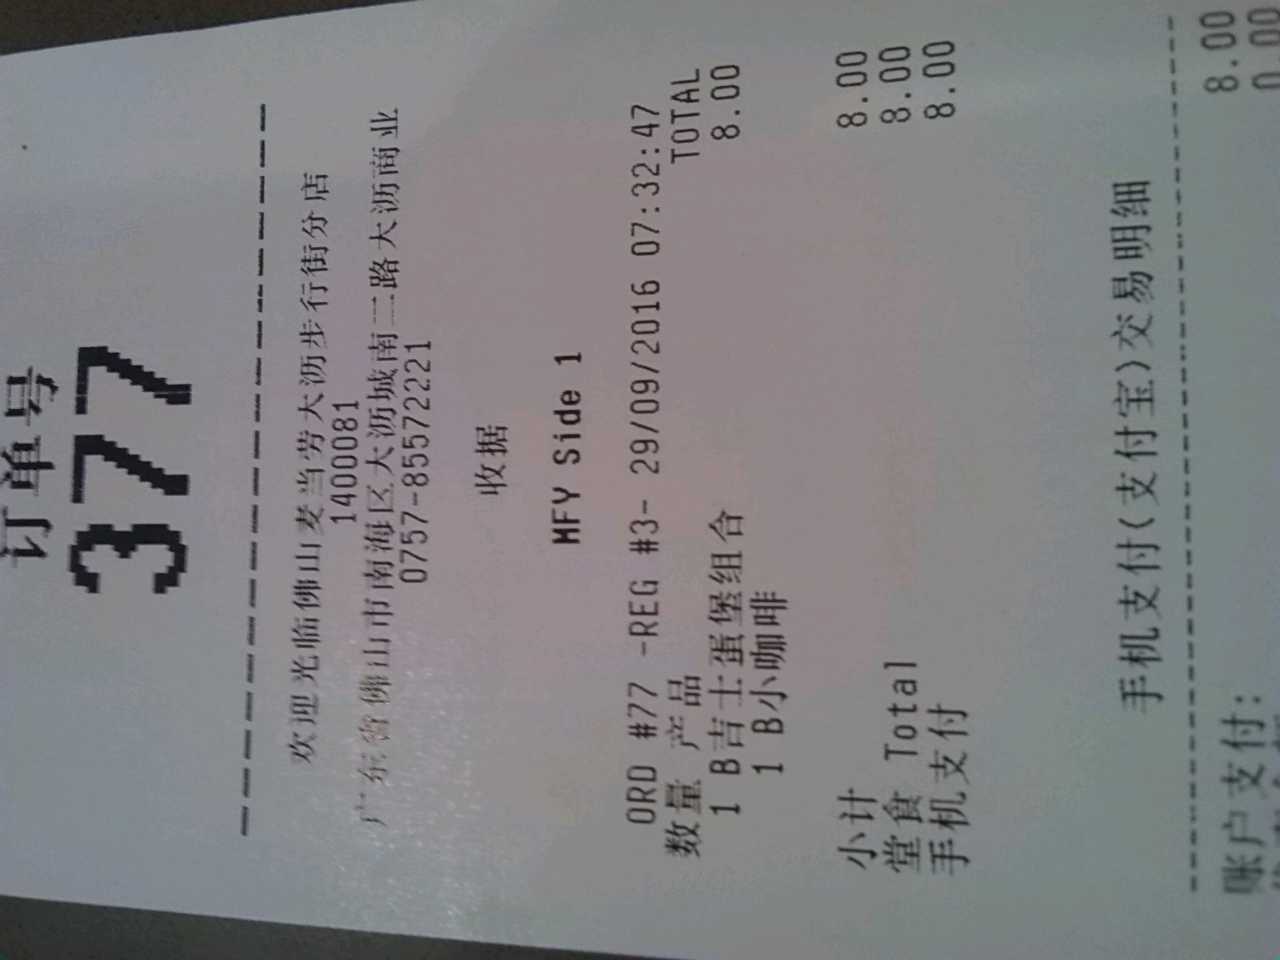 订单号
377
欢迎光临佛山麦当劳大沥步行街分店
1400081
广东省佛山市南海区大沥城南二路大沥商业
0757-85572221
收据
MFY Side 1
ORD #77 -REG #3- 29/09/2016 07:32:47
数量 产品 TOTAL
1 B吉士蛋堡组合 8.00
1 B小咖啡
小计 8.00
堂食 Total 8.00
手机支付 8.00
手机支付(支付宝)交易明细
账户支付: 8.00
0.00